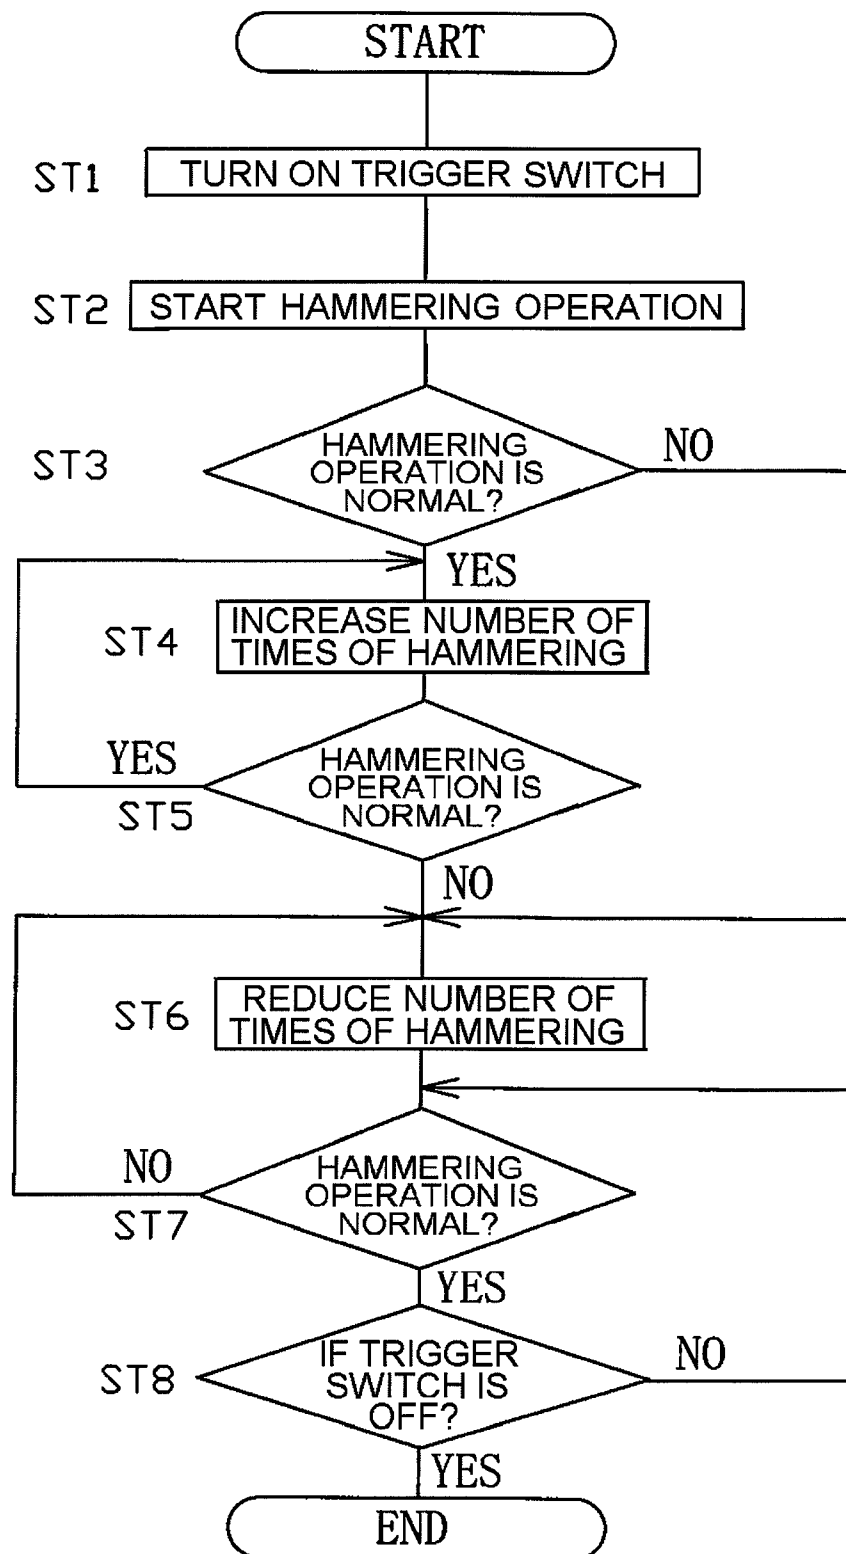 START
ST1
TURN ON TRIGGER SWITCH
ST2
START HAMMERING OPERATION
ST3
HAMMERING
OPERATION IS
NORMAL?
NO
YES
ST4
INCREASE NUMBER OF
TIMES OF HAMMERING
YES
ST5
HAMMERING
OPERATION IS
NORMAL?
NO
ST6
REDUCE NUMBER OF
TIMES OF HAMMERING
NO
ST7
HAMMERING
OPERATION IS
NORMAL?
YES
ST8
IF TRIGGER
SWITCH IS
OFF?
NO
YES
END